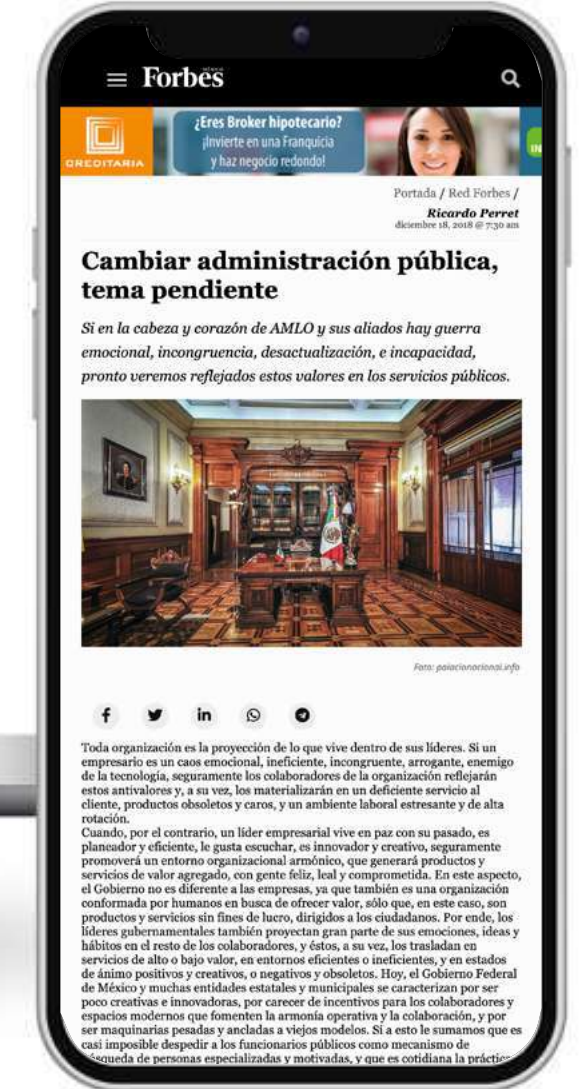 Forbes
MÉXICO
CREDITARIA
¿Eres Broker hipotecario?
¡Invierte en una Franquicia
y haz negocio redondo!
IN
Portada / Red Forbes /
Ricardo Perret
diciembre 18, 2018 @ 7:30 am
Cambiar administración pública,
tema pendiente
Si en la cabeza y corazón de AMLO y sus aliados hay guerra
emocional, incongruencia, desactualización, e incapacidad,
pronto veremos reflejados estos valores en los servicios públicos.
Foto: palacionacional.info
Toda organización es la proyección de lo que vive dentro de sus líderes. Si un
empresario es un caos emocional, ineficiente, incongruente, arrogante, enemigo
de la tecnología, seguramente los colaboradores de la organización reflejarán
estos antivalores y, a su vez, los materializarán en un deficiente servicio al
cliente, productos obsoletos y caros, y un ambiente laboral estresante y de alta
rotación.
Cuando, por el contrario, un líder empresarial vive en paz con su pasado, es
planeador y eficiente, le gusta escuchar, es innovador y creativo, seguramente
promoverá un entorno organizacional armónico, que generará productos y
servicios de valor agregado, con gente feliz, leal y comprometida. En este aspecto,
el Gobierno no es diferente a las empresas, ya que también es una organización
conformada por humanos en busca de ofrecer valor, sólo que, en este caso, son
productos y servicios sin fines de lucro, dirigidos a los ciudadanos. Por ende, los
líderes gubernamentales también proyectan gran parte de sus emociones, ideas y
hábitos en el resto de los colaboradores, y éstos, a su vez, los trasladan en
servicios de alto o bajo valor, en entornos eficientes o ineficientes, y en estados
de ánimo positivos y creativos, o negativos y obsoletos. Hoy, el Gobierno Federal
de México y muchas entidades estatales y municipales se caracterizan por ser
poco creativas e innovadoras, por carecer de incentivos para los colaboradores y
espacios modernos que fomenten la armonía operativa y la colaboración, y por
ser maquinarias pesadas y ancladas a viejos modelos. Si a esto le sumamos que es
casi imposible despedir a los funcionarios públicos como mecanismo de
búsqueda de personas especializadas y motivadas, y que es cotidiana la práctic